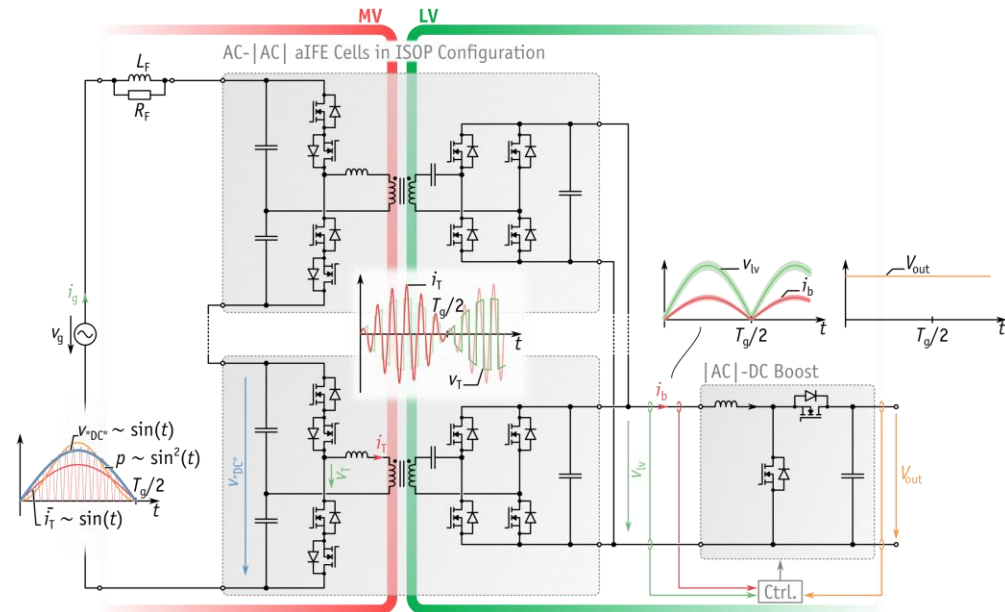 MV
LV
AC-|AC| aIFE Cells in ISOP Configuration
L_F
R_F
i_g
v_g
i_T
T_g/2
t
v_T
v_lv
i_b
T_g/2
t
V_out
T_g/2
t
|AC|-DC Boost
i_b
v_lv
V_out
Ctrl.
v_"DC"
i_T
v_T
v_"DC" ~ sin(t)
p ~ sin²(t)
T_g/2
t
i̅_T ~ sin(t)